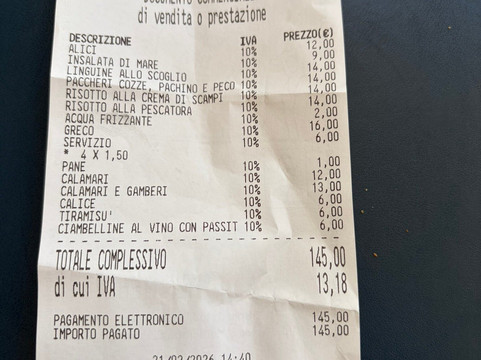 di vendita o prestazione
DESCRIZIONE IVA PREZZO(€)
ALICI 10% 12,00
INSALATA DI MARE 10% 9,00
LINGUINE ALLO SCOGLIO 10% 14,00
PACCHERI COZZE, PACHINO E PECO 10% 14,00
RISOTTO ALLA CREMA DI SCAMPI 10% 14,00
RISOTTO ALLA PESCATORA 10% 14,00
ACQUA FRIZZANTE 10% 2,00
GRECO 10% 16,00
SERVIZIO 10% 6,00
* 4 X 1,50
PANE 10% 1,00
CALAMARI 10% 12,00
CALAMARI E GAMBERI 10% 13,00
CALICE 10% 6,00
TIRAMISU' 10% 6,00
CIAMBELLINE AL VINO CON PASSIT 10% 6,00
TOTALE COMPLESSIVO 145,00
di cui IVA 13,18
PAGAMENTO ELETTRONICO 145,00
IMPORTO PAGATO 145,00